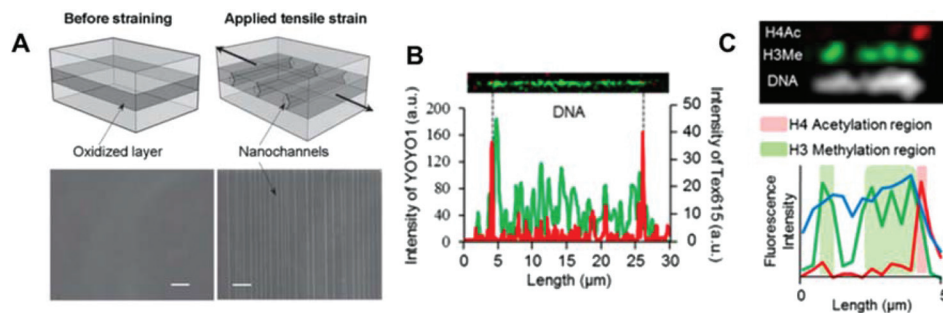 A
Before straining
Applied tensile strain
Oxidized layer
Nanochannels
B
DNA
Intensity of YOYO1 (a.u.)
200
160
120
80
40
0
50
40
30
20
10
0
Intensity of Tex615 (a.u.)
0 5 10 15 20 25 30
Length (μm)
C
H4Ac
H3Me
DNA
H4 Acetylation region
H3 Methylation region
Fluorescence
Intensity
0 5
Length (μm)